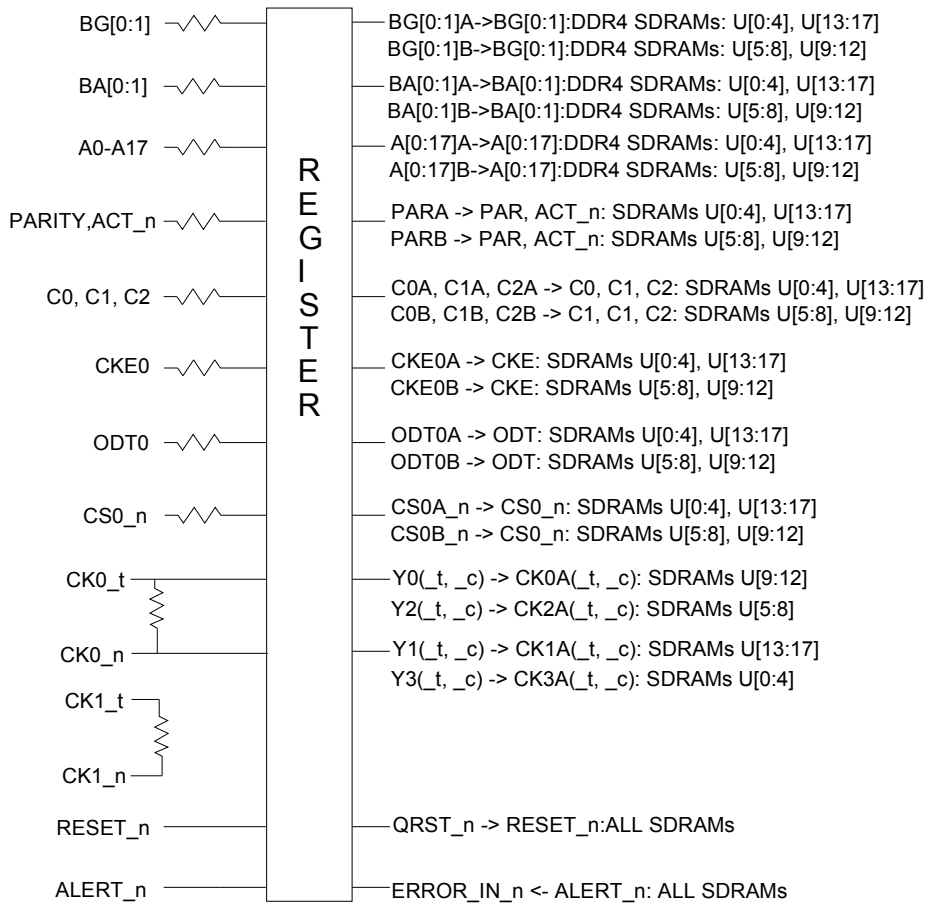 BG[0:1]
BG[0:1]A->BG[0:1]:DDR4 SDRAMs: U[0:4], U[13:17]
BG[0:1]B->BG[0:1]:DDR4 SDRAMs: U[5:8], U[9:12]
BA[0:1]
BA[0:1]A->BA[0:1]:DDR4 SDRAMs: U[0:4], U[13:17]
BA[0:1]B->BA[0:1]:DDR4 SDRAMs: U[5:8], U[9:12]
A0-A17
A[0:17]A->A[0:17]:DDR4 SDRAMs: U[0:4], U[13:17]
A[0:17]B->A[0:17]:DDR4 SDRAMs: U[5:8], U[9:12]
REGISTER
PARITY,ACT_n
PARA -> PAR, ACT_n: SDRAMs U[0:4], U[13:17]
PARB -> PAR, ACT_n: SDRAMs U[5:8], U[9:12]
C0, C1, C2
C0A, C1A, C2A -> C0, C1, C2: SDRAMs U[0:4], U[13:17]
C0B, C1B, C2B -> C1, C1, C2: SDRAMs U[5:8], U[9:12]
CKE0
CKE0A -> CKE: SDRAMs U[0:4], U[13:17]
CKE0B -> CKE: SDRAMs U[5:8], U[9:12]
ODT0
ODT0A -> ODT: SDRAMs U[0:4], U[13:17]
ODT0B -> ODT: SDRAMs U[5:8], U[9:12]
CS0_n
CS0A_n -> CS0_n: SDRAMs U[0:4], U[13:17]
CS0B_n -> CS0_n: SDRAMs U[5:8], U[9:12]
CK0_t
Y0(_t, _c) -> CK0A(_t, _c): SDRAMs U[9:12]
Y2(_t, _c) -> CK2A(_t, _c): SDRAMs U[5:8]
CK0_n
Y1(_t, _c) -> CK1A(_t, _c): SDRAMs U[13:17]
Y3(_t, _c) -> CK3A(_t, _c): SDRAMs U[0:4]
CK1_t
CK1_n
RESET_n
QRST_n -> RESET_n:ALL SDRAMs
ALERT_n
ERROR_IN_n <- ALERT_n: ALL SDRAMs